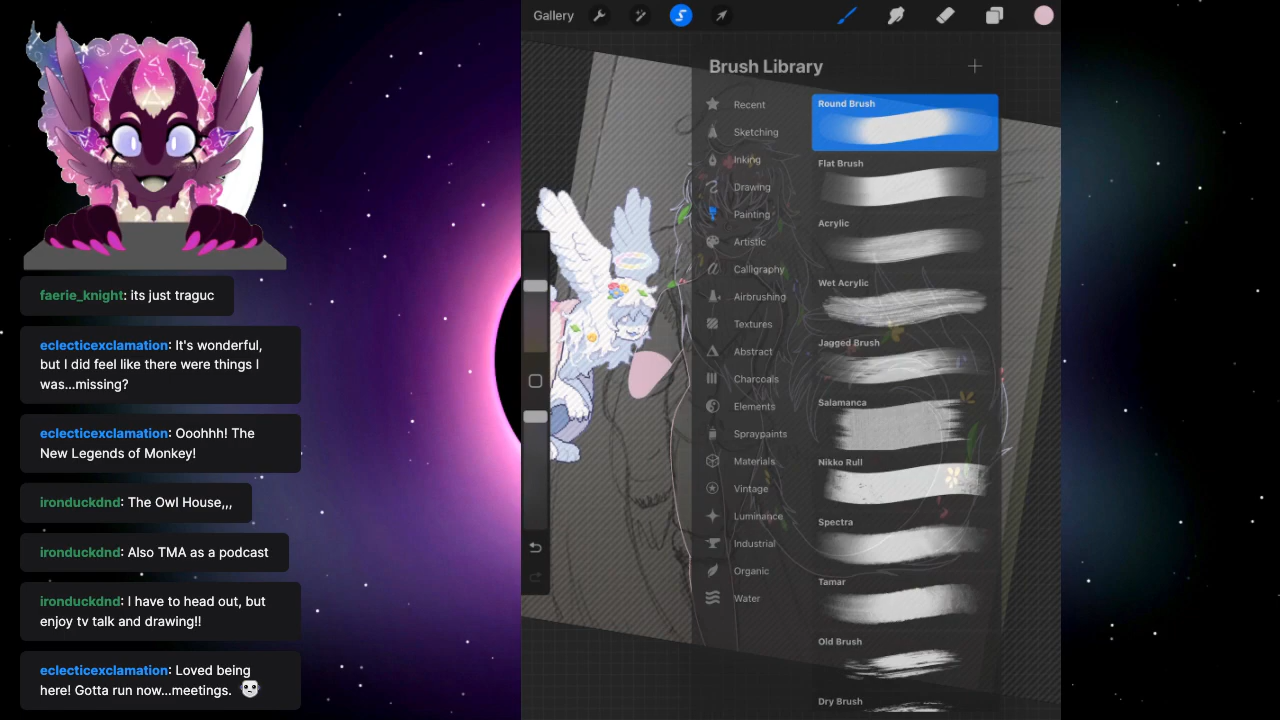 faerie_knight: its just traguc
eclecticexclamation: It's wonderful,
but I did feel like there were things I
was...missing?
eclecticexclamation: Ooohhh! The
New Legends of Monkey!
ironduckdnd: The Owl House,,,
ironduckdnd: Also TMA as a podcast
ironduckdnd: I have to head out, but
enjoy tv talk and drawing!!
eclecticexclamation: Loved being
here! Gotta run now...meetings.
Gallery
Brush Library
Recent
Sketching
Inking
Drawing
Painting
Artistic
Calligraphy
Airbrushing
Textures
Abstract
Charcoals
Elements
Spraypaints
Materials
Vintage
Luminance
Industrial
Organic
Water
Round Brush
Flat Brush
Acrylic
Wet Acrylic
Jagged Brush
Salamanca
Nikko Rull
Spectra
Tamar
Old Brush
Dry Brush